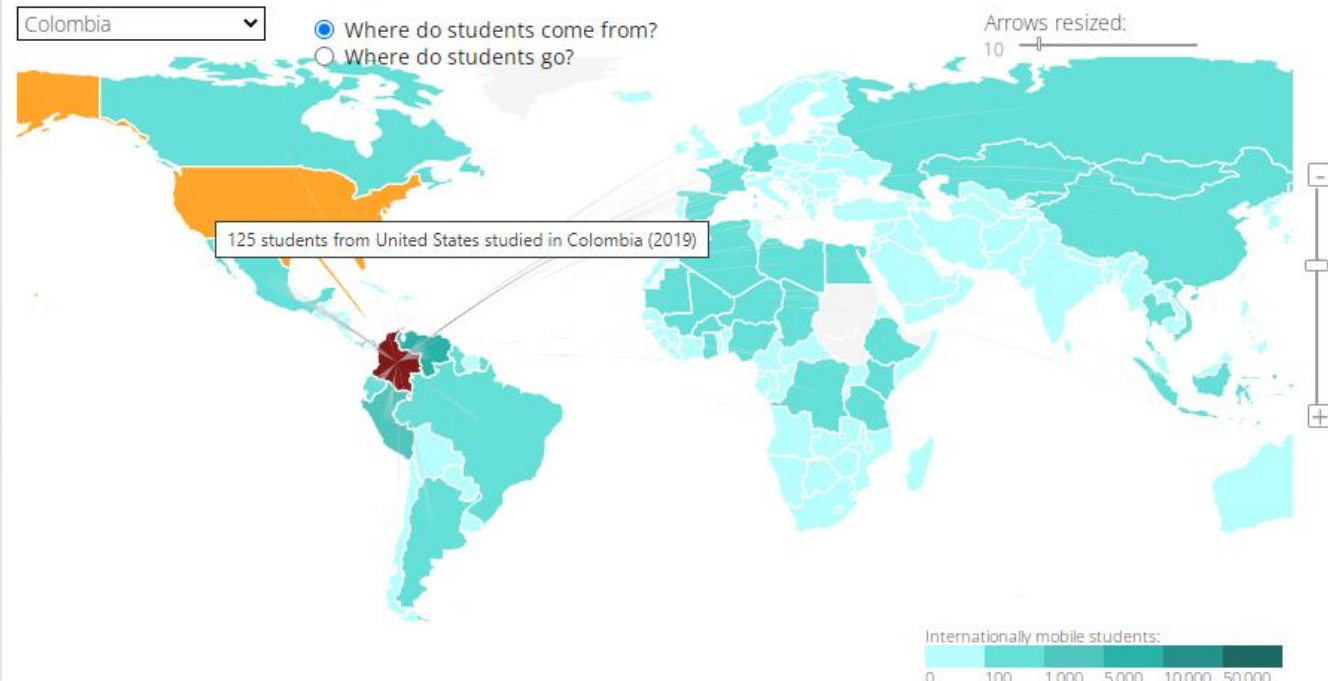 Colombia
Where do students come from?
Where do students go?
Arrows resized:
10
-
125 students from United States studied in Colombia (2019)
+
Internationally mobile students:
0 100 1,000 5,000 10,000 50,000